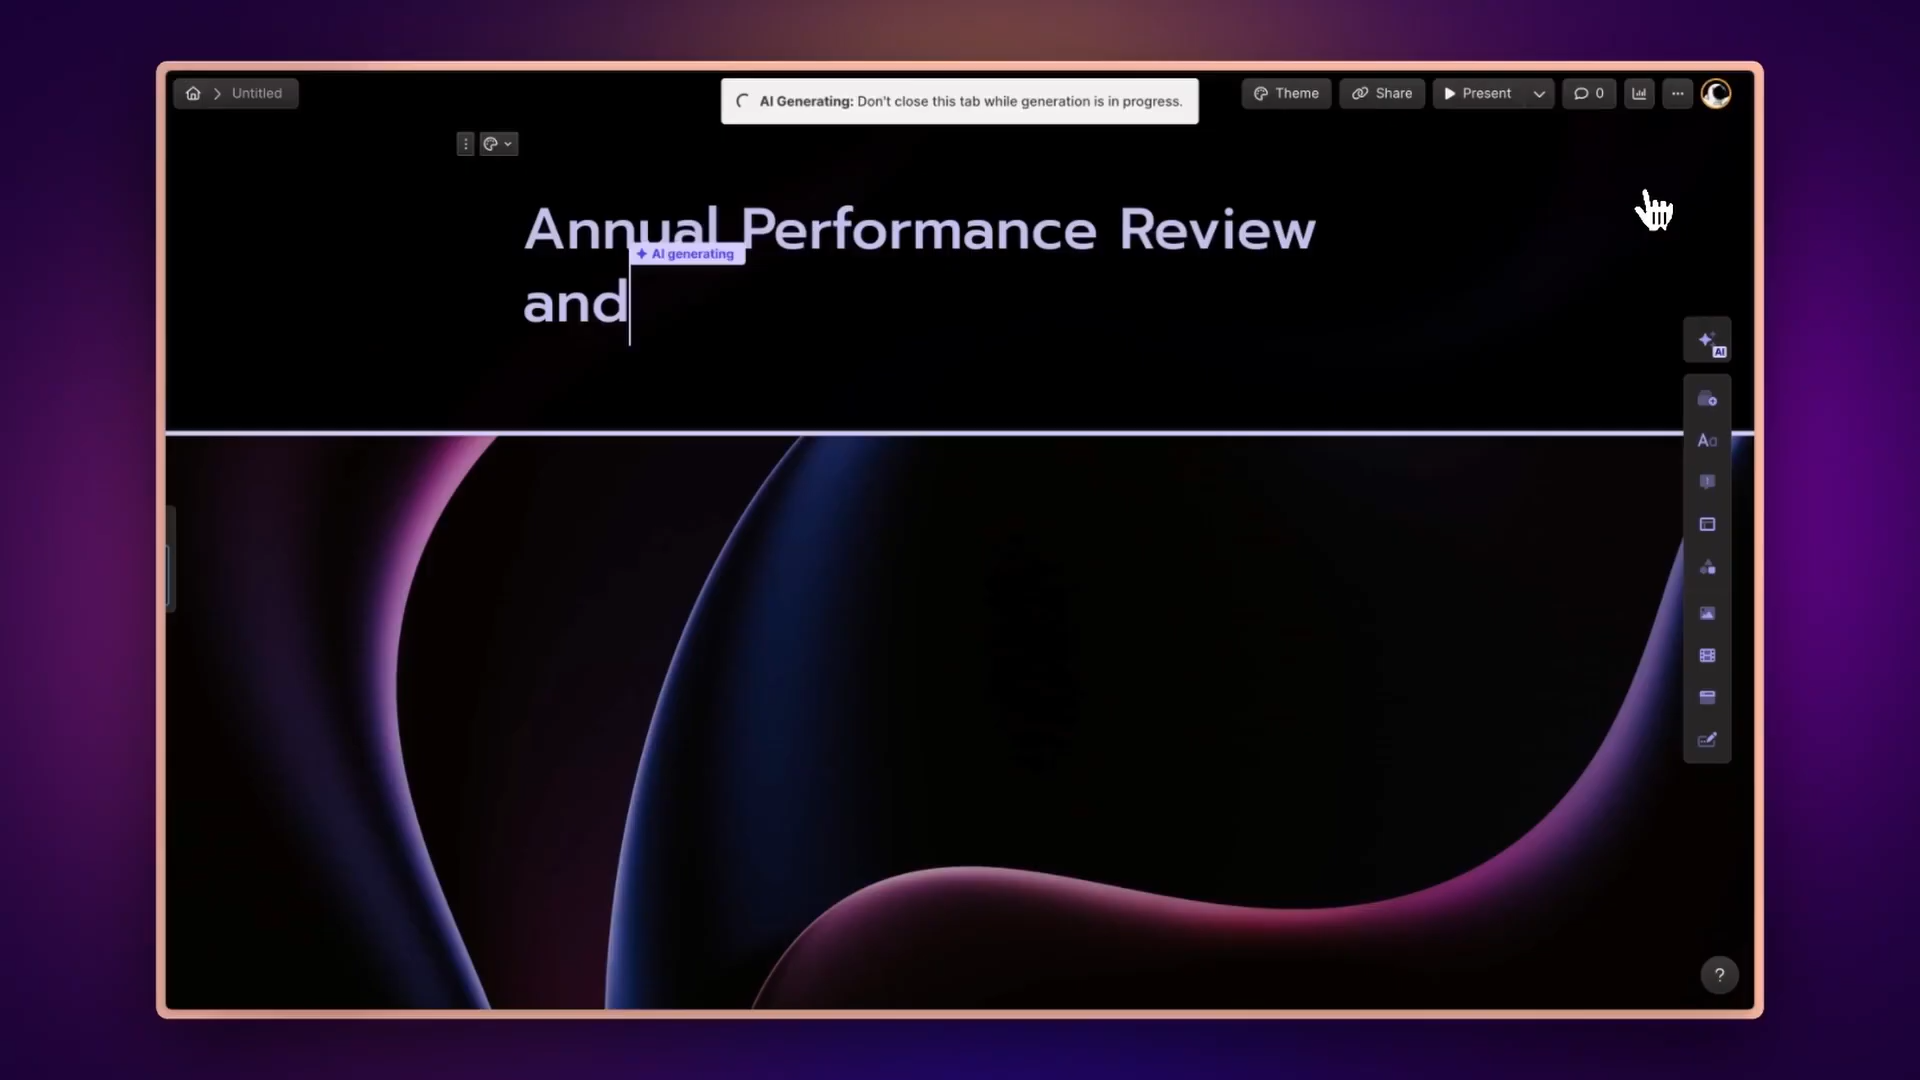 Untitled
AI Generating: Don't close this tab while generation is in progress.
Theme
Share
Present
0
Annual Performance Review
AI generating
and
AI
Aa
?